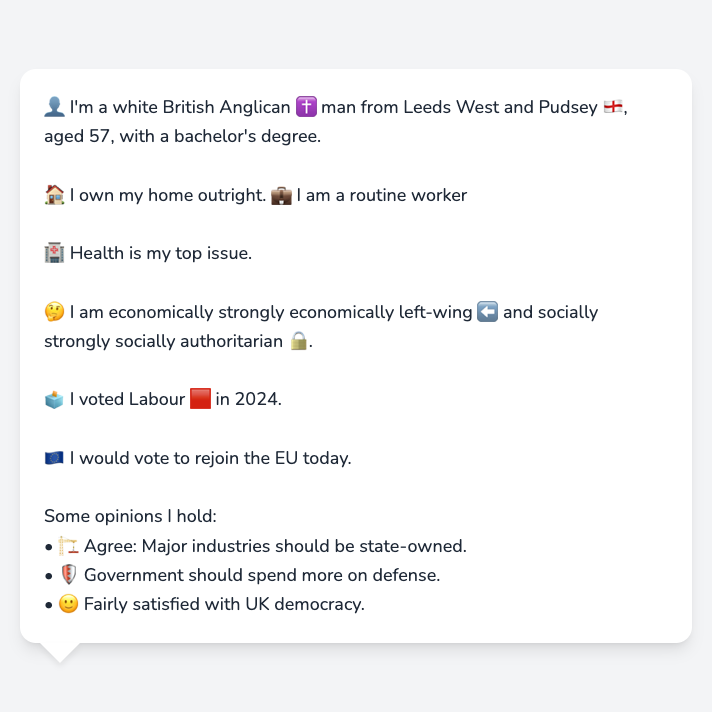 👤 I'm a white British Anglican ✝️ man from Leeds West and Pudsey 🏴󠁧󠁢󠁥󠁮󠁧󠁿,
aged 57, with a bachelor's degree.
🏠 I own my home outright. 💼 I am a routine worker
🏥 Health is my top issue.
🤔 I am economically strongly economically left-wing ⬅️ and socially
strongly socially authoritarian 🔒.
🗳️ I voted Labour 🟥 in 2024.
🇪🇺 I would vote to rejoin the EU today.
Some opinions I hold:
• 🏗️ Agree: Major industries should be state-owned.
• 🛡️ Government should spend more on defense.
• 🙂 Fairly satisfied with UK democracy.